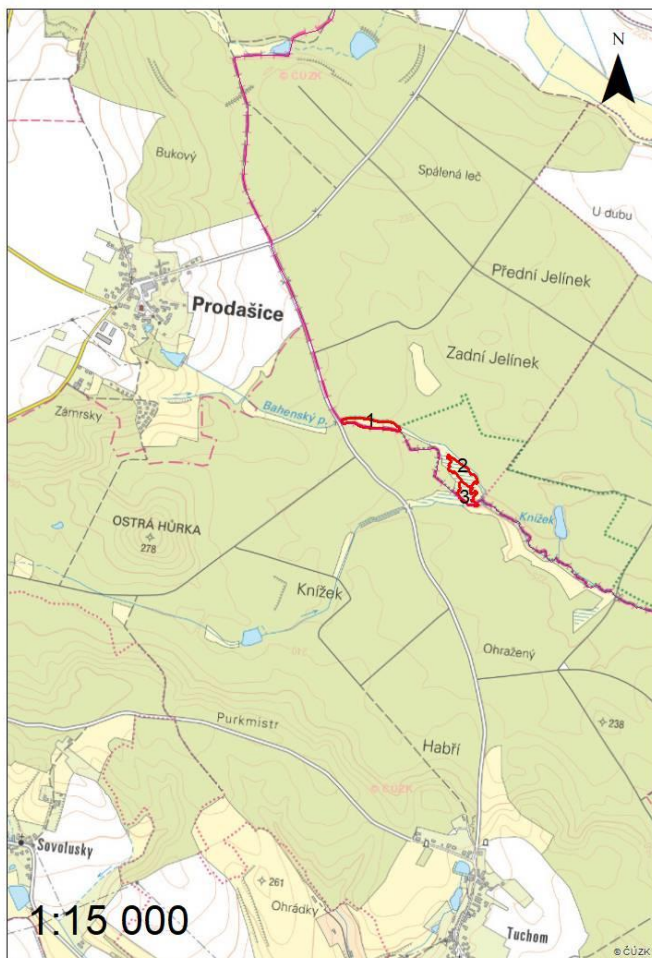 N
© ČÚZK
Bukový
Spálená leč
U dubu
Přední Jelínek
Prodašice
Zadní Jelínek
Bahenský p.
1
Zámrsky
2
3
Knížek
OSTRÁ HŮRKA
278
Knížek
Ohražený
Purkmistr
238
Habří
© ČÚZK
Sovolusky
261
Ohrádky
1:15 000
Tuchom
© ČÚZK